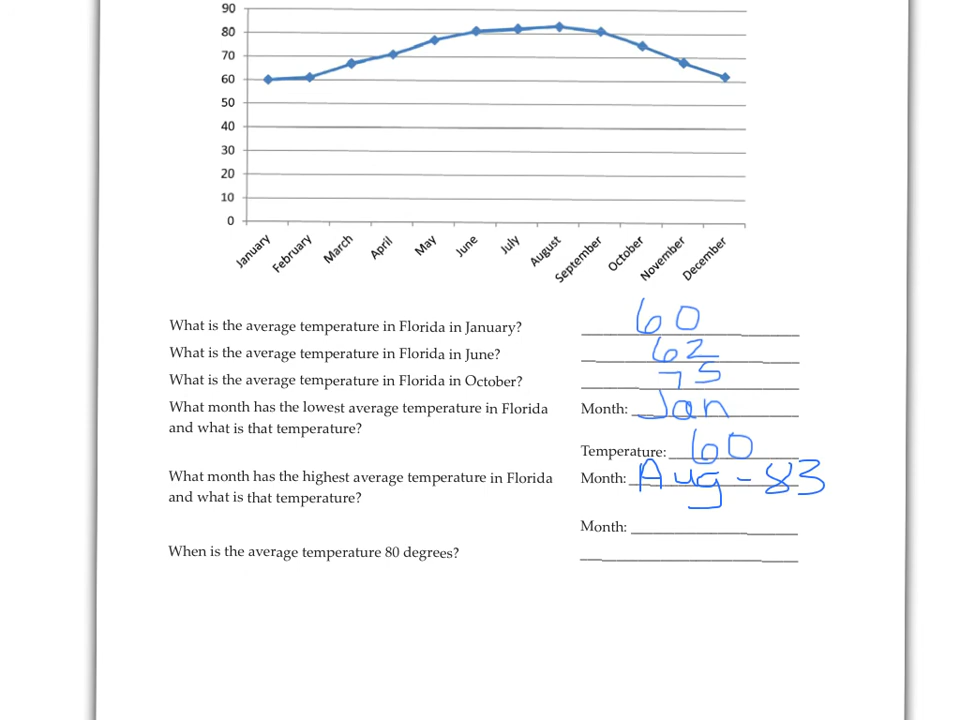 90
80
70
60
50
40
30
20
10
0
January February March April May June July August September October November December
What is the average temperature in Florida in January? 60
What is the average temperature in Florida in June? 62
What is the average temperature in Florida in October? 75
What month has the lowest average temperature in Florida Month: Jan
and what is that temperature?
Temperature: 60
What month has the highest average temperature in Florida Month: Aug - 83
and what is that temperature?
Month:
When is the average temperature 80 degrees?